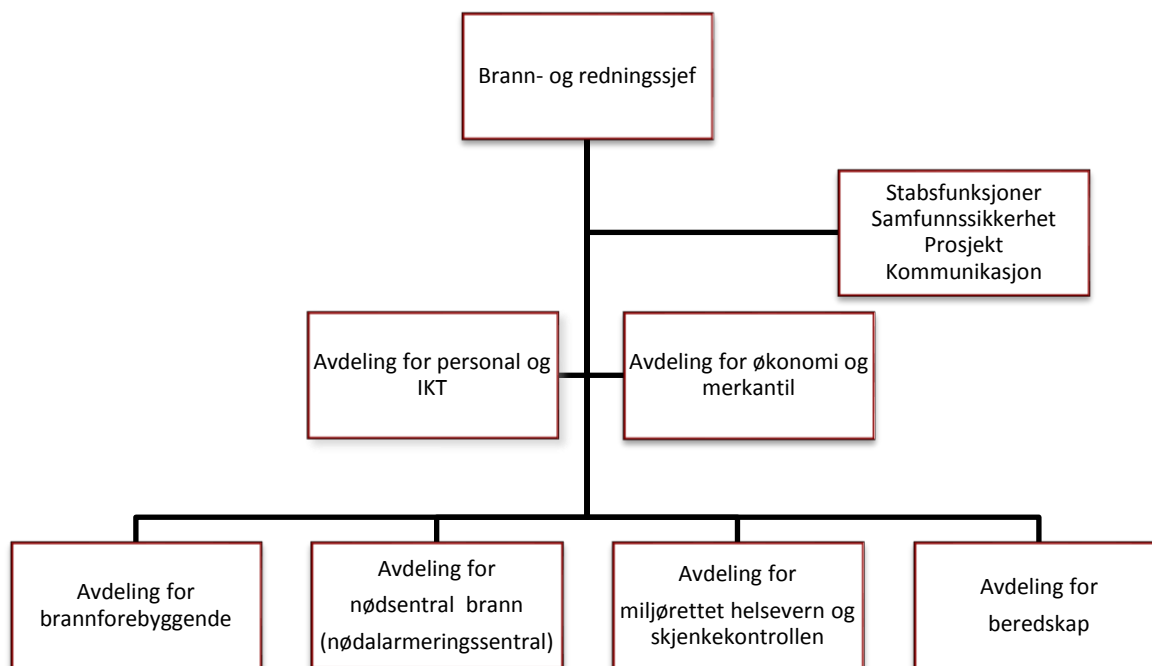 Brann- og redningssjef
Stabsfunksjoner
Samfunnssikkerhet
Prosjekt
Kommunikasjon
Avdeling for personal og
IKT
Avdeling for økonomi og
merkantil
Avdeling for
brannforebyggende
Avdeling for
nødsentral brann
(nødalarmeringssentral)
Avdeling for
miljørettet helsevern og
skjenkekontrollen
Avdeling for
beredskap